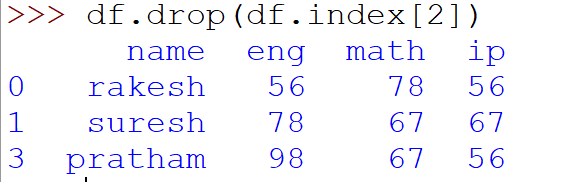 >>> df.drop(df.index[2])
      name  eng  math  ip
0   rakesh   56    78  56
1   suresh   78    67  67
3  pratham   98    67  56